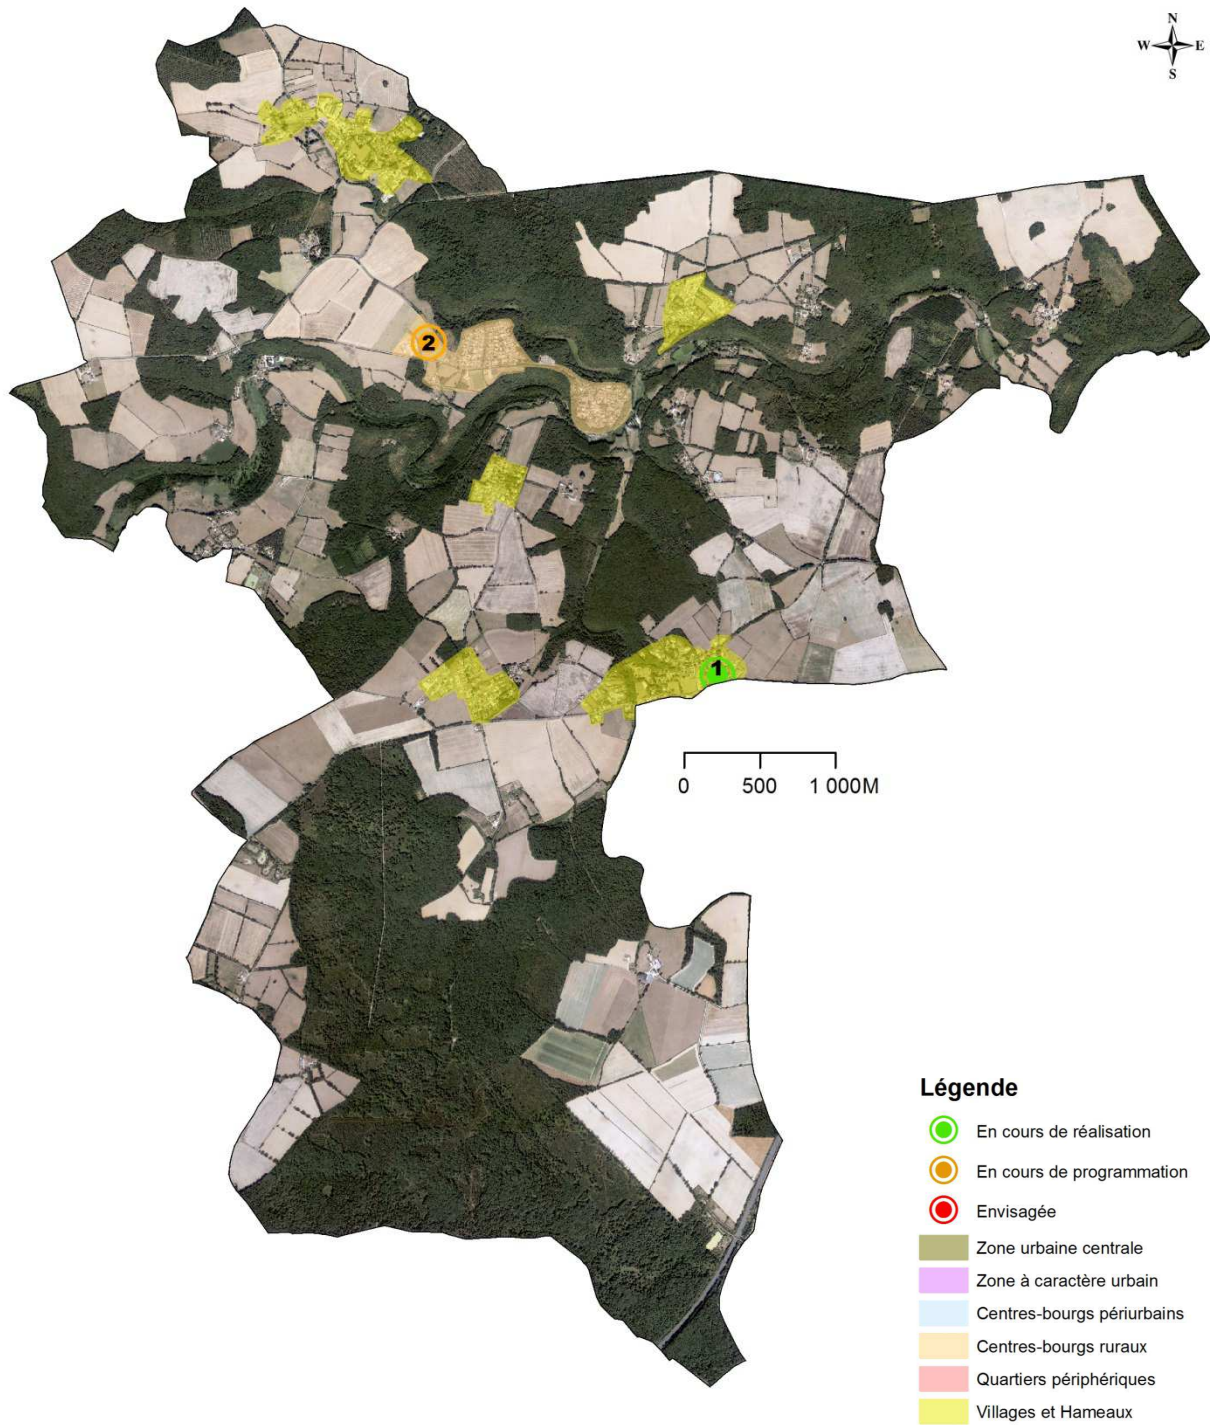 N
W E
S
2
1
0 500 1 000M
Légende
En cours de réalisation
En cours de programmation
Envisagée
Zone urbaine centrale
Zone à caractère urbain
Centres-bourgs périurbains
Centres-bourgs ruraux
Quartiers périphériques
Villages et Hameaux